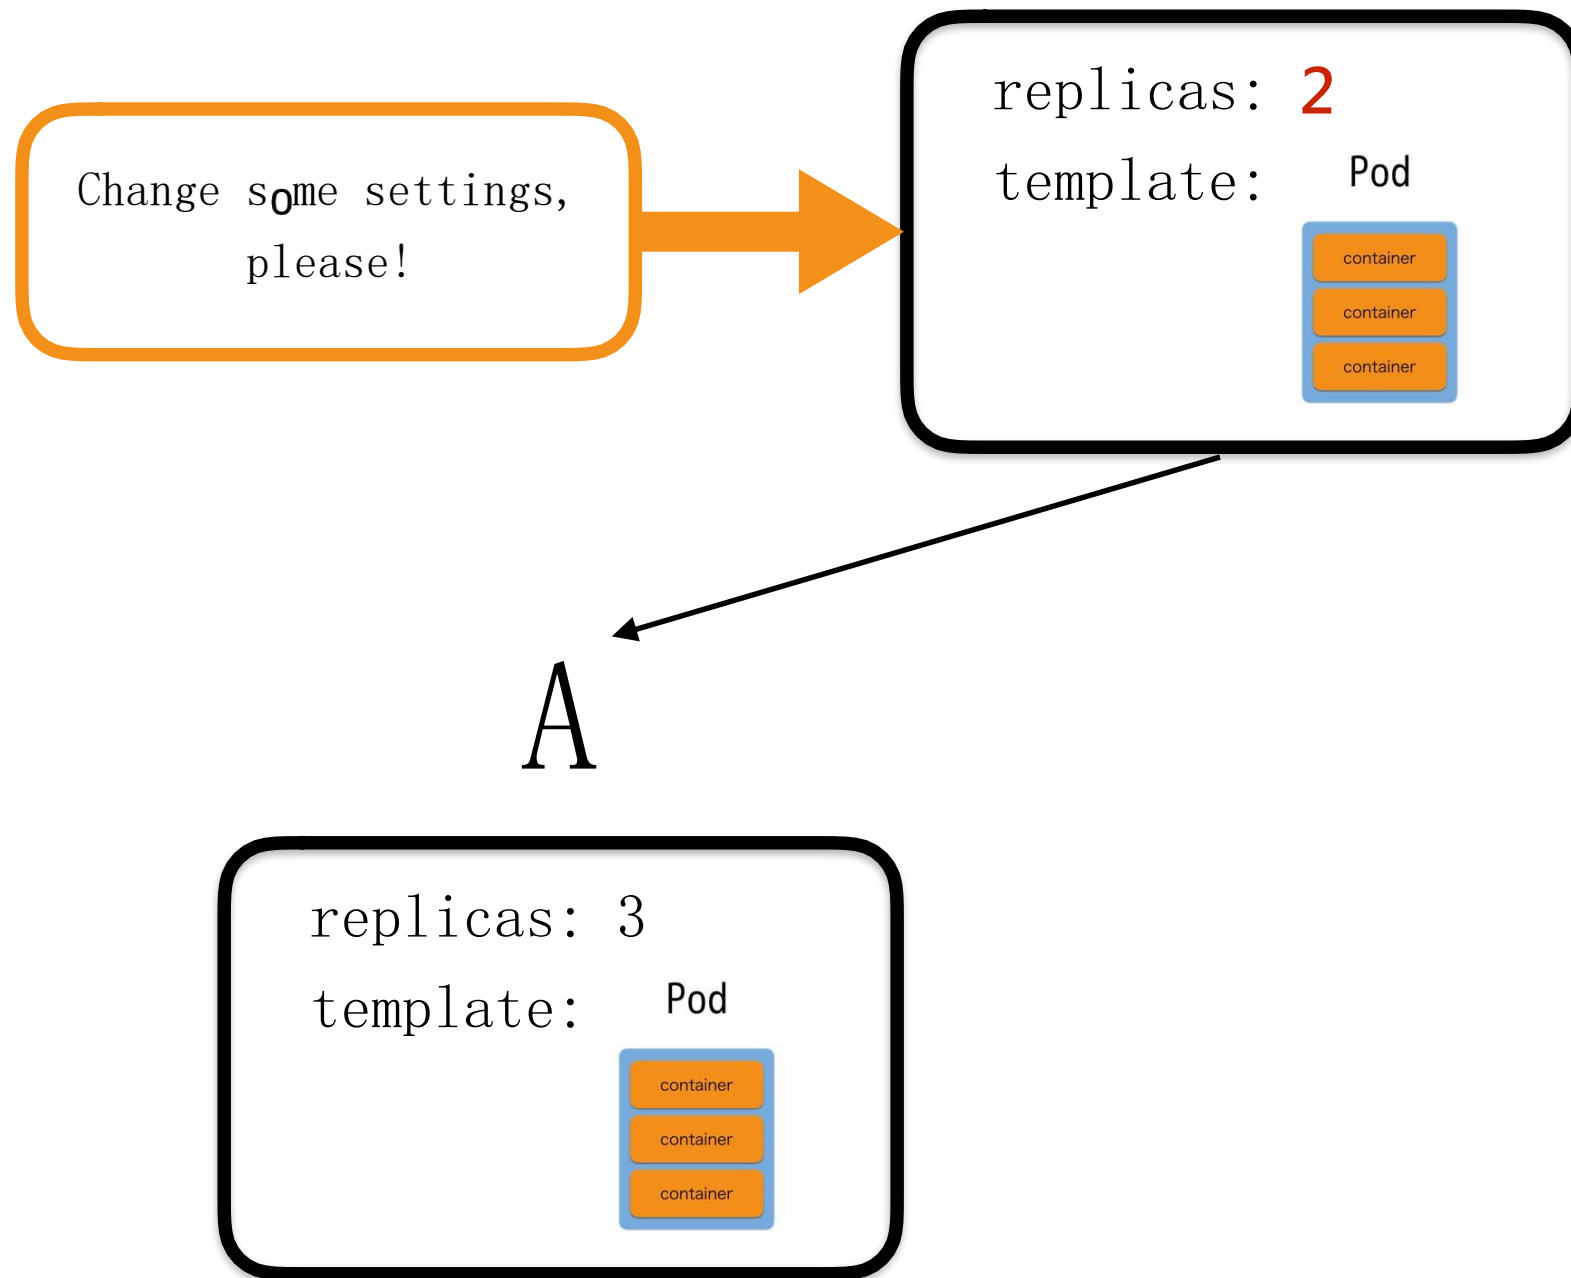 Change some settings,
please!
replicas: 2
template:
Pod
container
container
container
A
replicas: 3
template:
Pod
container
container
container